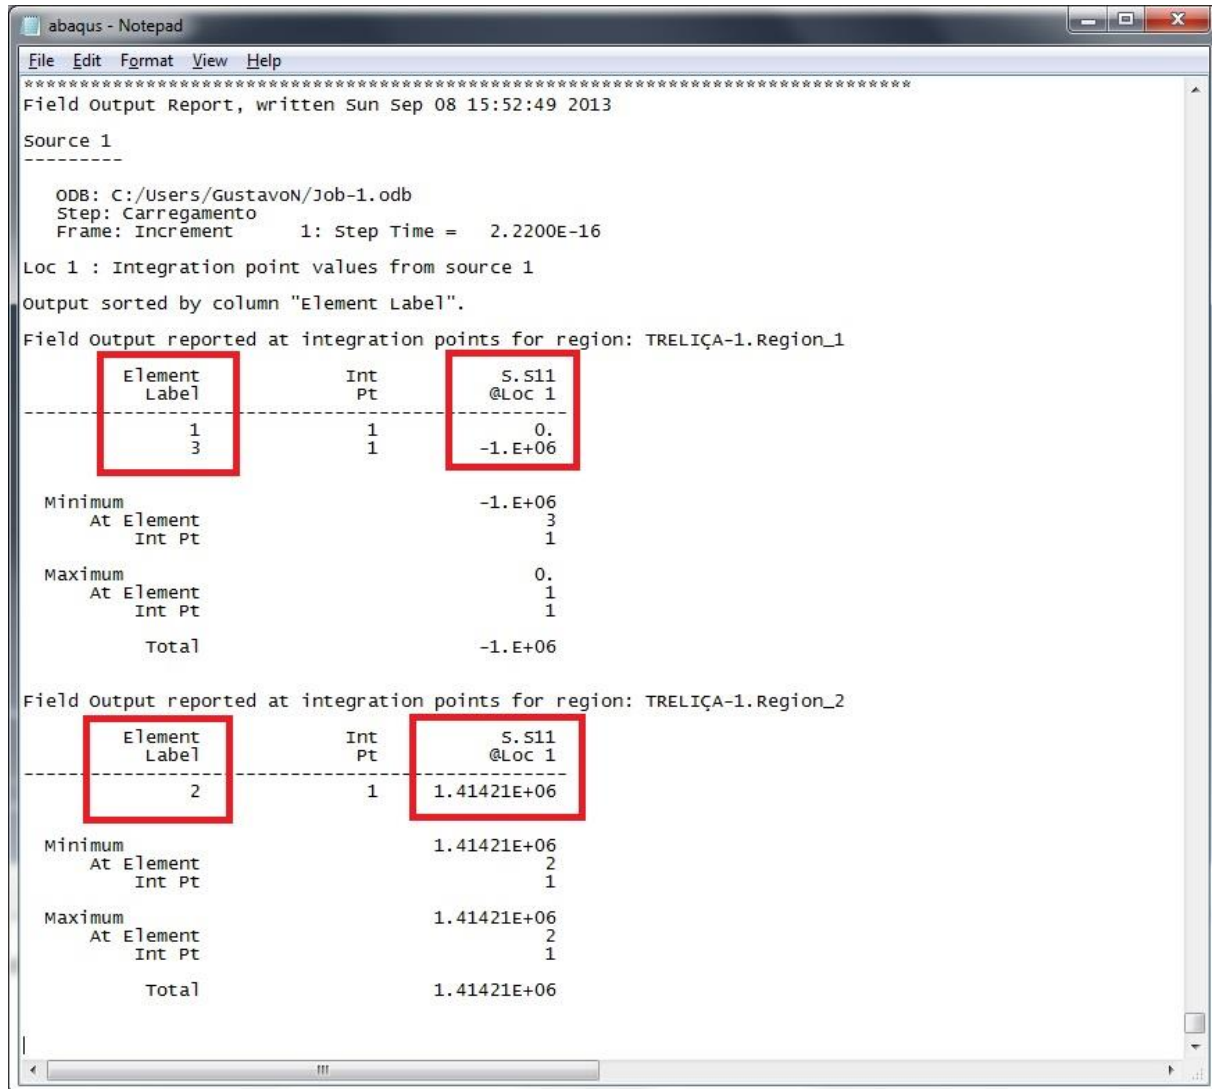 abaqus - Notepad
File Edit Format View Help
********************************************************************************
Field Output Report, written Sun Sep 08 15:52:49 2013
Source 1
---------
ODB: C:/Users/GustavoN/Job-1.odb
Step: Carregamento
Frame: Increment 1: Step Time = 2.2200E-16
Loc 1 : Integration point values from source 1
Output sorted by column "Element Label".
Field Output reported at integration points for region: TRELIÇA-1.Region_1
Element Int S.S11
Label Pt @Loc 1
-----------------------------------------------------------------
1 1 0.
3 1 -1.E+06
Minimum -1.E+06
At Element 3
Int Pt 1
Maximum 0.
At Element 1
Int Pt 1
Total -1.E+06
Field Output reported at integration points for region: TRELIÇA-1.Region_2
Element Int S.S11
Label Pt @Loc 1
-----------------------------------------------------------------
2 1 1.41421E+06
Minimum 1.41421E+06
At Element 2
Int Pt 1
Maximum 1.41421E+06
At Element 2
Int Pt 1
Total 1.41421E+06